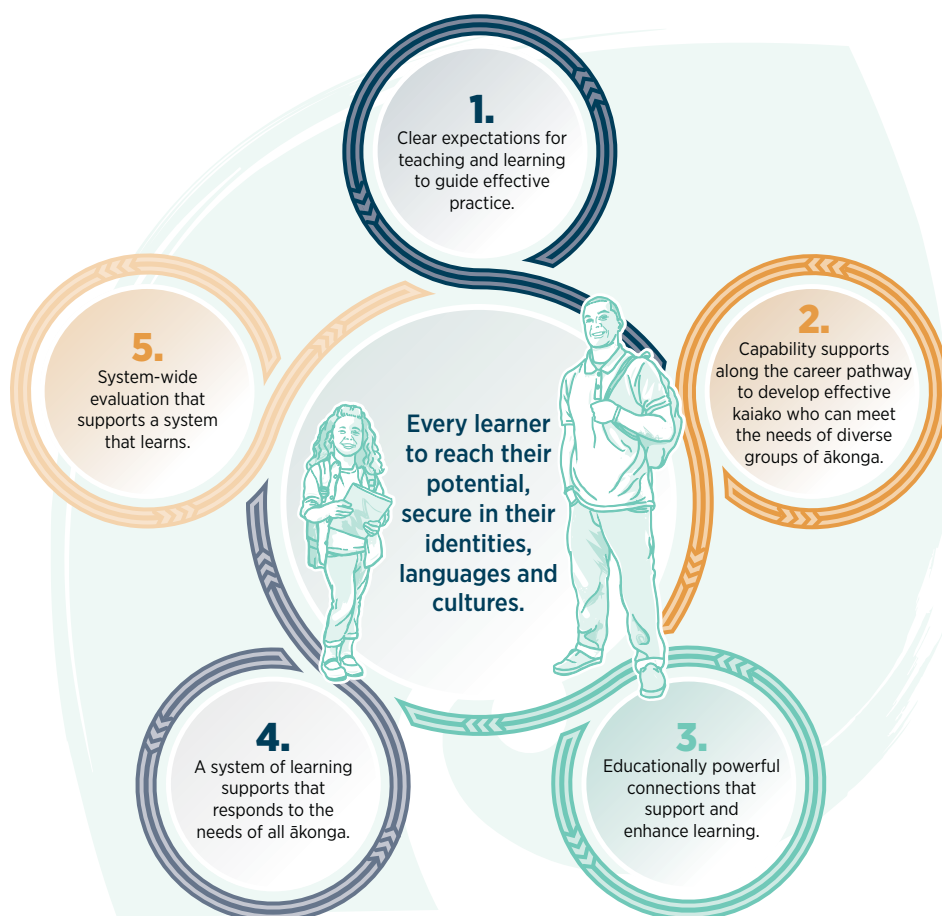 1.
Clear expectations for
teaching and learning
to guide effective
practice.
2.
Capability supports
along the career pathway
to develop effective
kaiako who can meet
the needs of diverse
groups of ākonga.
3.
Educationally powerful
connections that
support and
enhance learning.
4.
A system of learning
supports that
responds to the
needs of all ākonga.
5.
System-wide
evaluation that
supports a system
that learns.
Every learner
to reach their
potential,
secure in their
identities,
languages and
cultures.